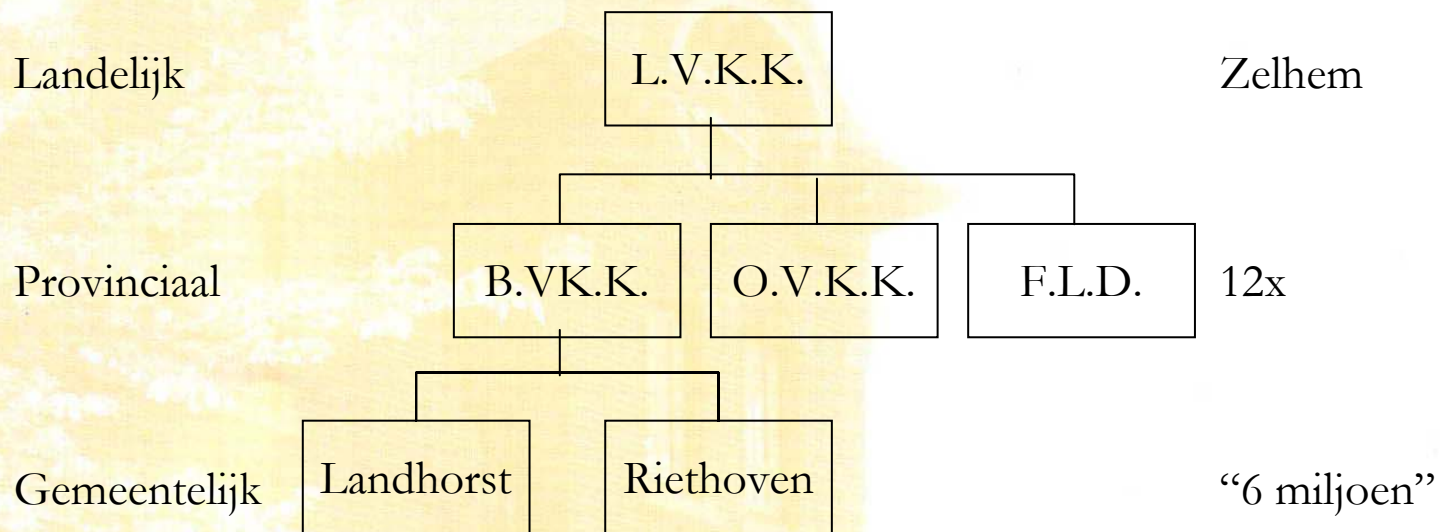 Landelijk L.V.K.K. Zelhem
Provinciaal B.VK.K. O.V.K.K. F.L.D. 12x
Gemeentelijk Landhorst Riethoven “6 miljoen”